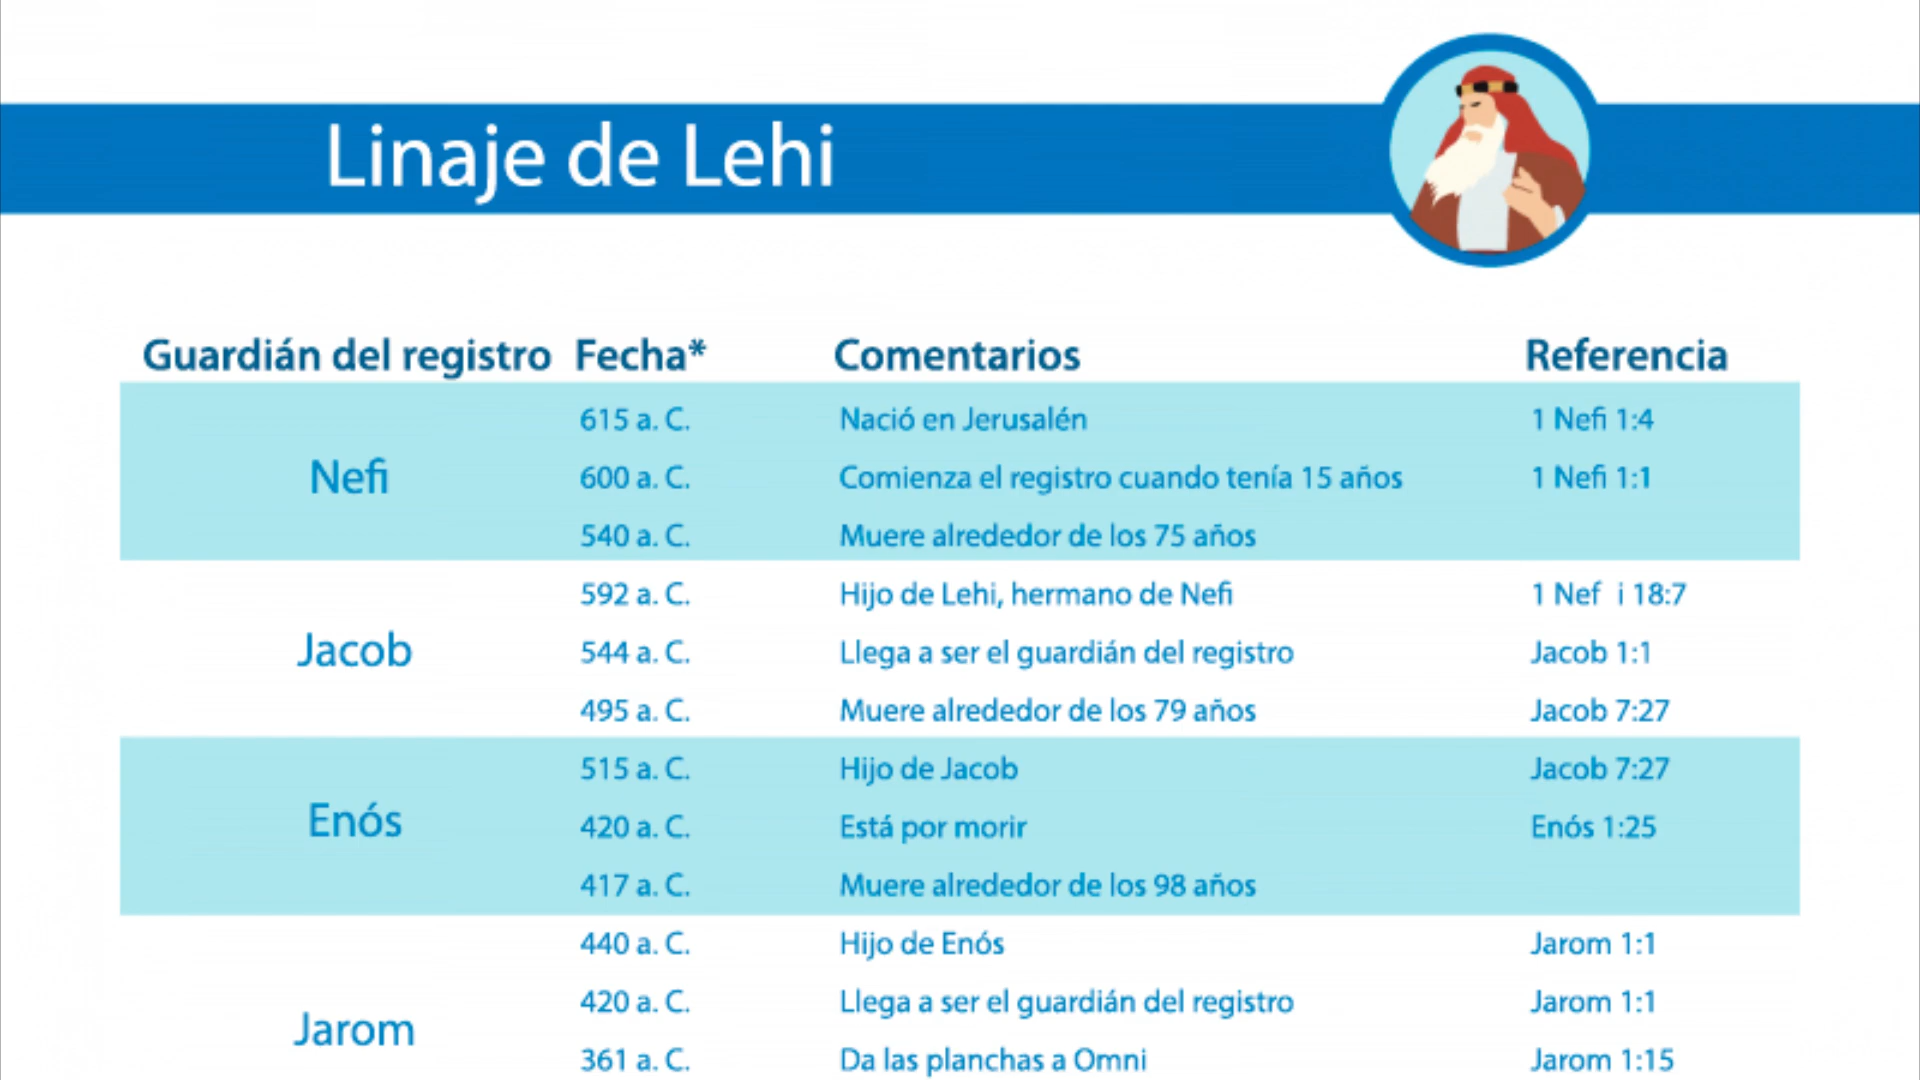 Linaje de Lehi
Guardián del registro Fecha* Comentarios Referencia
615 a. C. Nació en Jerusalén 1 Nefi 1:4
Nefi 600 a. C. Comienza el registro cuando tenía 15 años 1 Nefi 1:1
540 a. C. Muere alrededor de los 75 años
592 a. C. Hijo de Lehi, hermano de Nefi 1 Nef i 18:7
Jacob 544 a. C. Llega a ser el guardián del registro Jacob 1:1
495 a. C. Muere alrededor de los 79 años Jacob 7:27
515 a. C. Hijo de Jacob Jacob 7:27
Enós 420 a. C. Está por morir Enós 1:25
417 a. C. Muere alrededor de los 98 años
440 a. C. Hijo de Enós Jarom 1:1
420 a. C. Llega a ser el guardián del registro Jarom 1:1
Jarom
361 a. C. Da las planchas a Omni Jarom 1:15